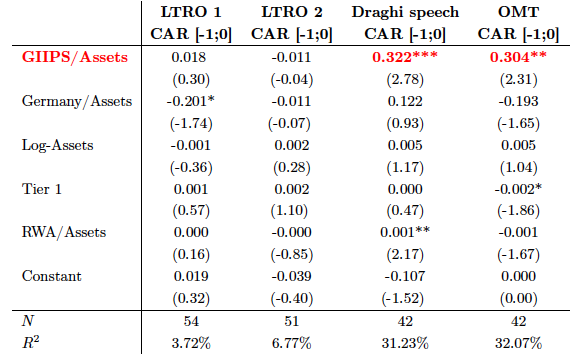 LTRO 1 LTRO 2 Draghi speech OMT
CAR [-1;0] CAR [-1;0] CAR [-1;0] CAR [-1;0]
GIIPS/Assets 0.018 -0.011 0.322*** 0.304**
(0.30) (-0.04) (2.78) (2.31)
Germany/Assets -0.201* -0.011 0.122 -0.193
(-1.74) (-0.07) (0.93) (-1.65)
Log-Assets -0.001 0.002 0.005 0.005
(-0.36) (0.28) (1.17) (1.04)
Tier 1 0.001 0.002 0.000 -0.002*
(0.57) (1.10) (0.47) (-1.86)
RWA/Assets 0.000 -0.000 0.001** -0.001
(0.16) (-0.85) (2.17) (-1.67)
Constant 0.019 -0.039 -0.107 0.000
(0.32) (-0.40) (-1.52) (0.00)
N 54 51 42 42
R² 3.72% 6.77% 31.23% 32.07%